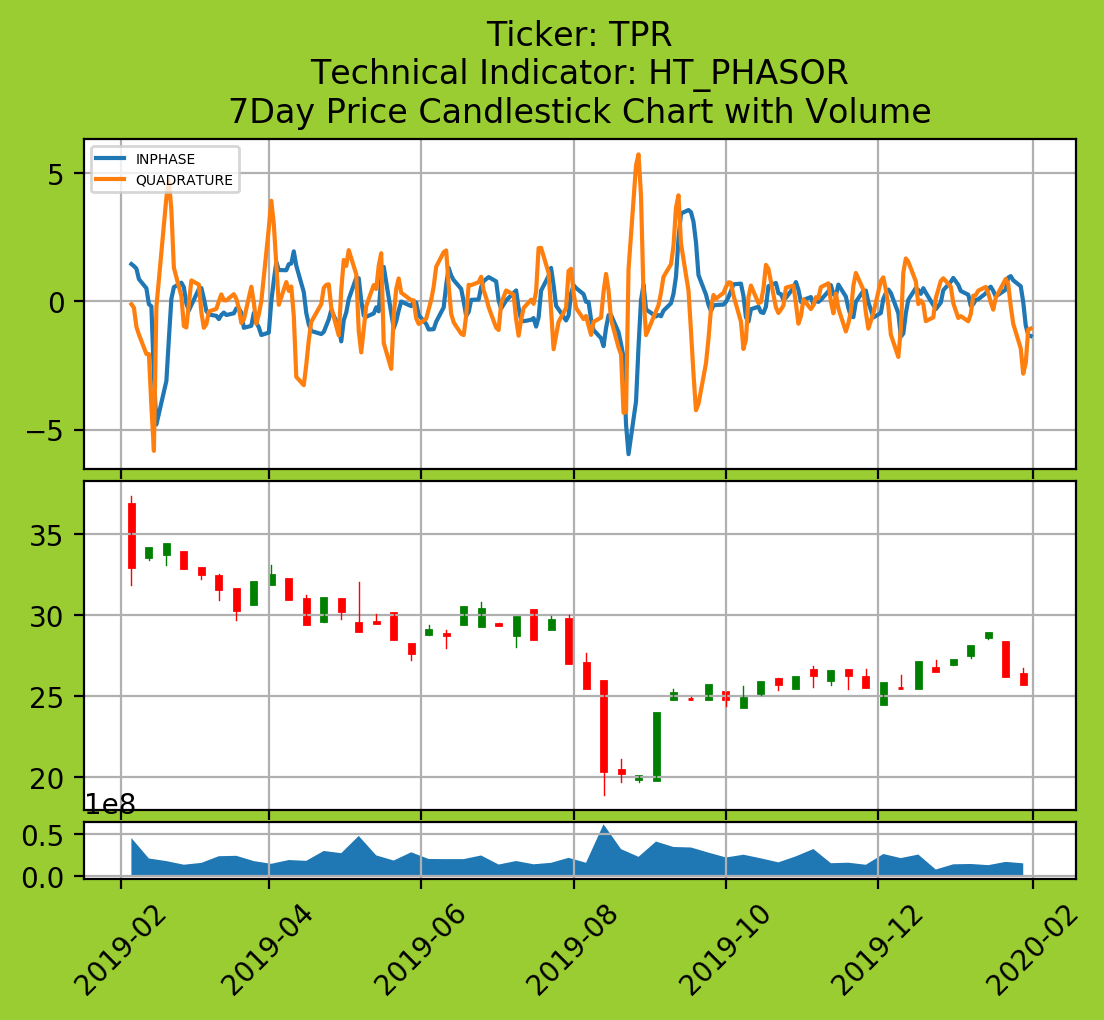 Ticker: TPR
Technical Indicator: HT_PHASOR
7Day Price Candlestick Chart with Volume
INPHASE
QUADRATURE
5
0
−5
35
30
25
20
1e8
0.5
0.0
2019-02
2019-04
2019-06
2019-08
2019-10
2019-12
2020-02